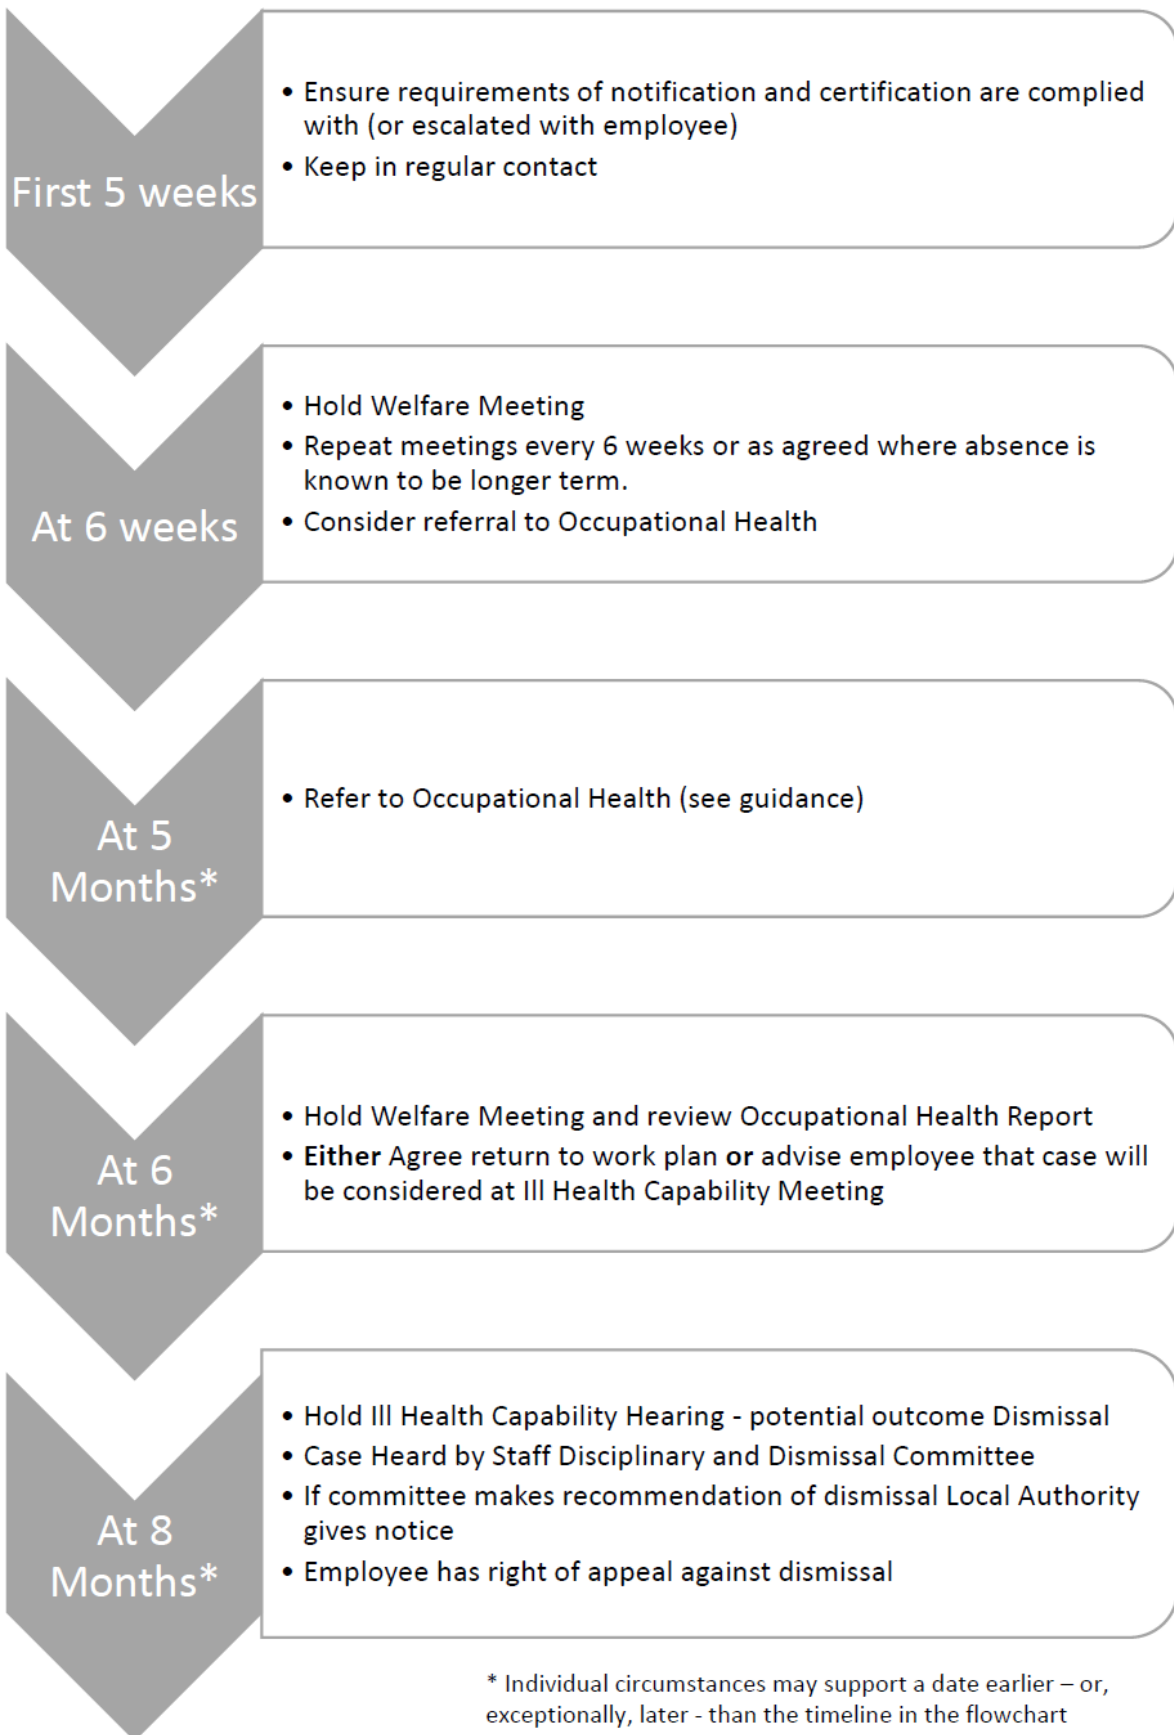 First 5 weeks
• Ensure requirements of notification and certification are complied
with (or escalated with employee)
• Keep in regular contact
At 6 weeks
• Hold Welfare Meeting
• Repeat meetings every 6 weeks or as agreed where absence is
known to be longer term.
• Consider referral to Occupational Health
At 5
Months*
• Refer to Occupational Health (see guidance)
At 6
Months*
• Hold Welfare Meeting and review Occupational Health Report
• Either Agree return to work plan or advise employee that case will
be considered at Ill Health Capability Meeting
At 8
Months*
• Hold Ill Health Capability Hearing - potential outcome Dismissal
• Case Heard by Staff Disciplinary and Dismissal Committee
• If committee makes recommendation of dismissal Local Authority
gives notice
• Employee has right of appeal against dismissal
* Individual circumstances may support a date earlier – or,
exceptionally, later - than the timeline in the flowchart